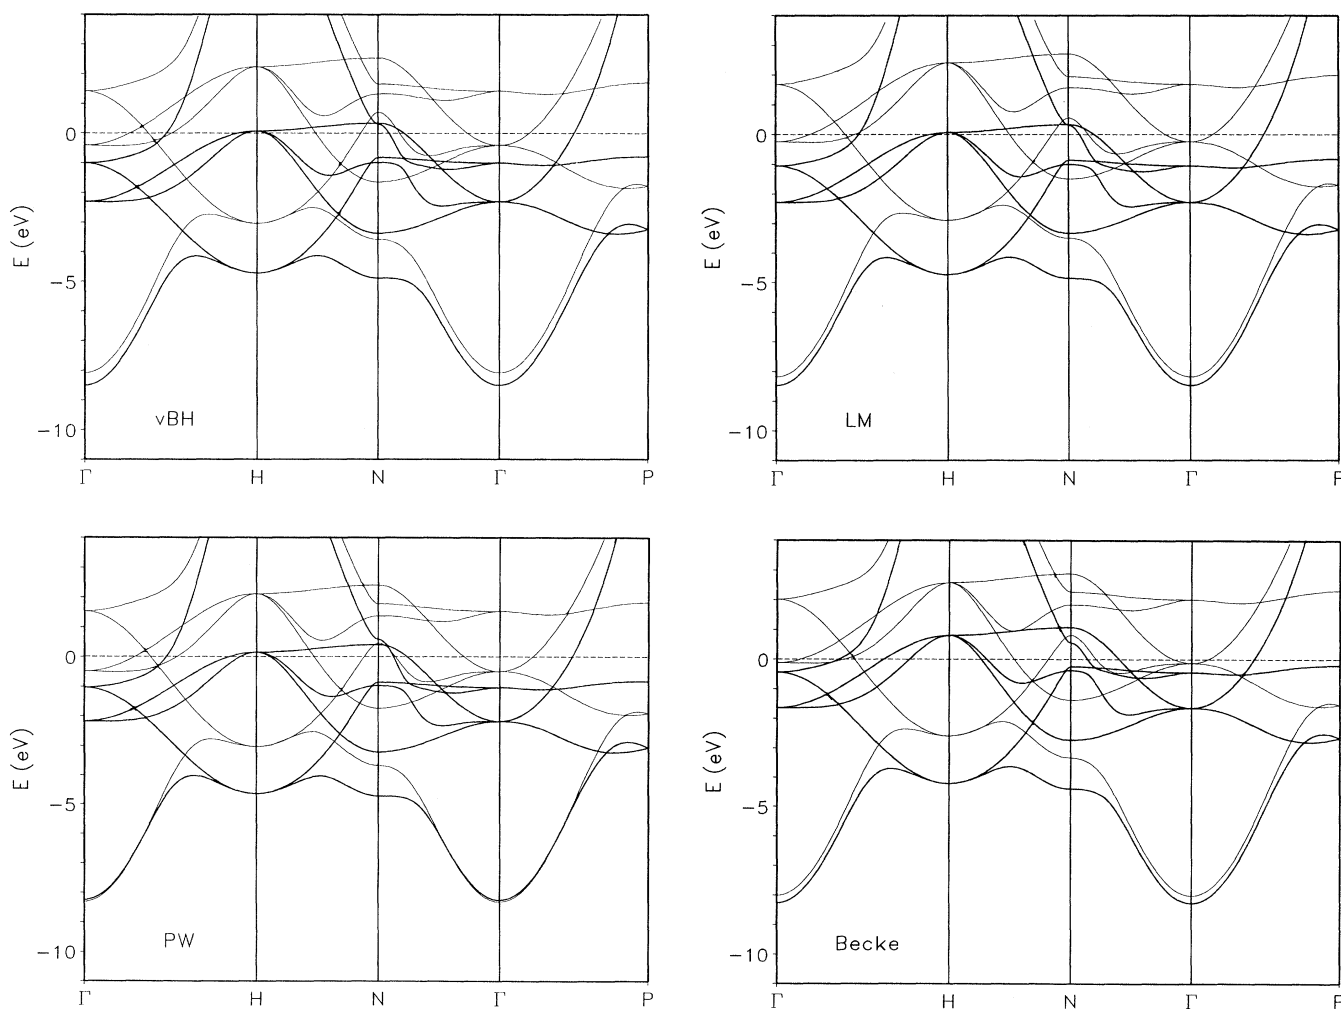 0
−5
−10
E (eV)
vBH
Γ H N Γ P
0
−5
−10
E (eV)
LM
Γ H N Γ P
0
−5
−10
E (eV)
PW
Γ H N Γ P
0
−5
−10
E (eV)
Becke
Γ H N Γ P